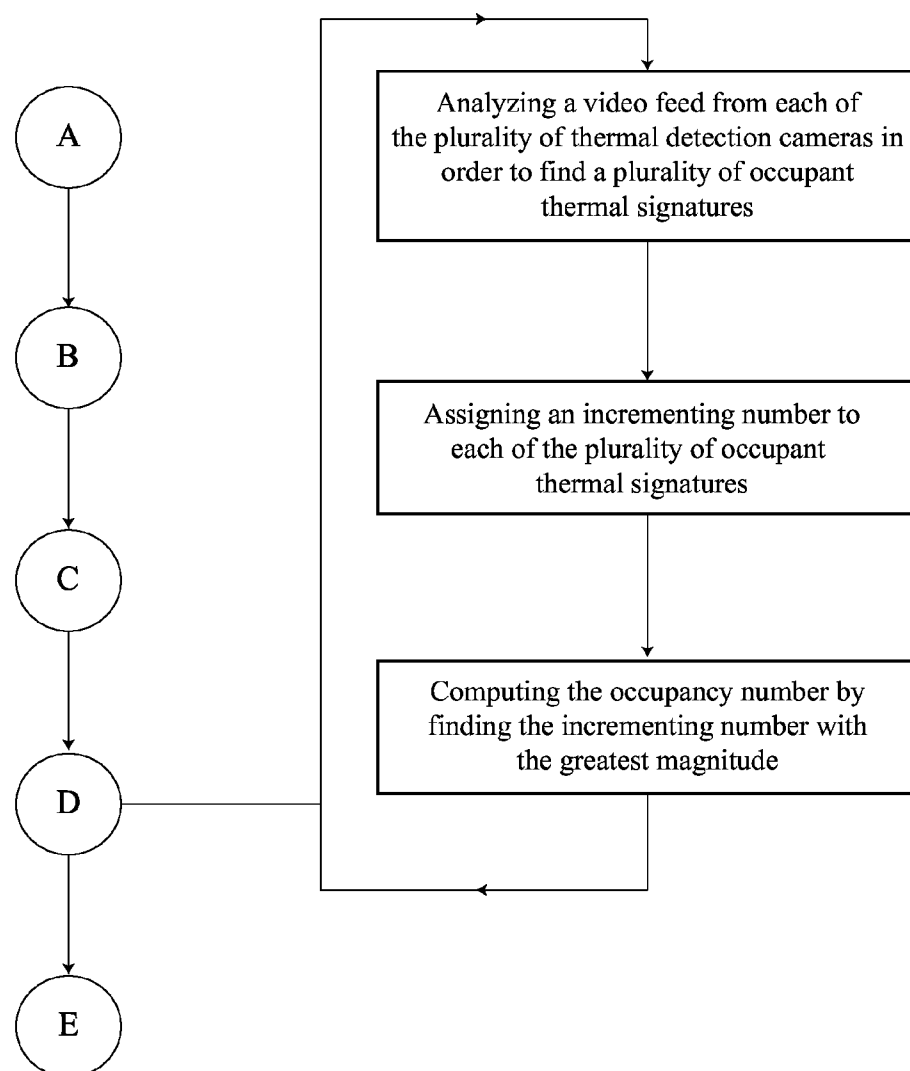 A
B
C
D
E
Analyzing a video feed from each of
the plurality of thermal detection cameras in
order to find a plurality of occupant
thermal signatures
Assigning an incrementing number to
each of the plurality of occupant
thermal signatures
Computing the occupancy number by
finding the incrementing number with
the greatest magnitude